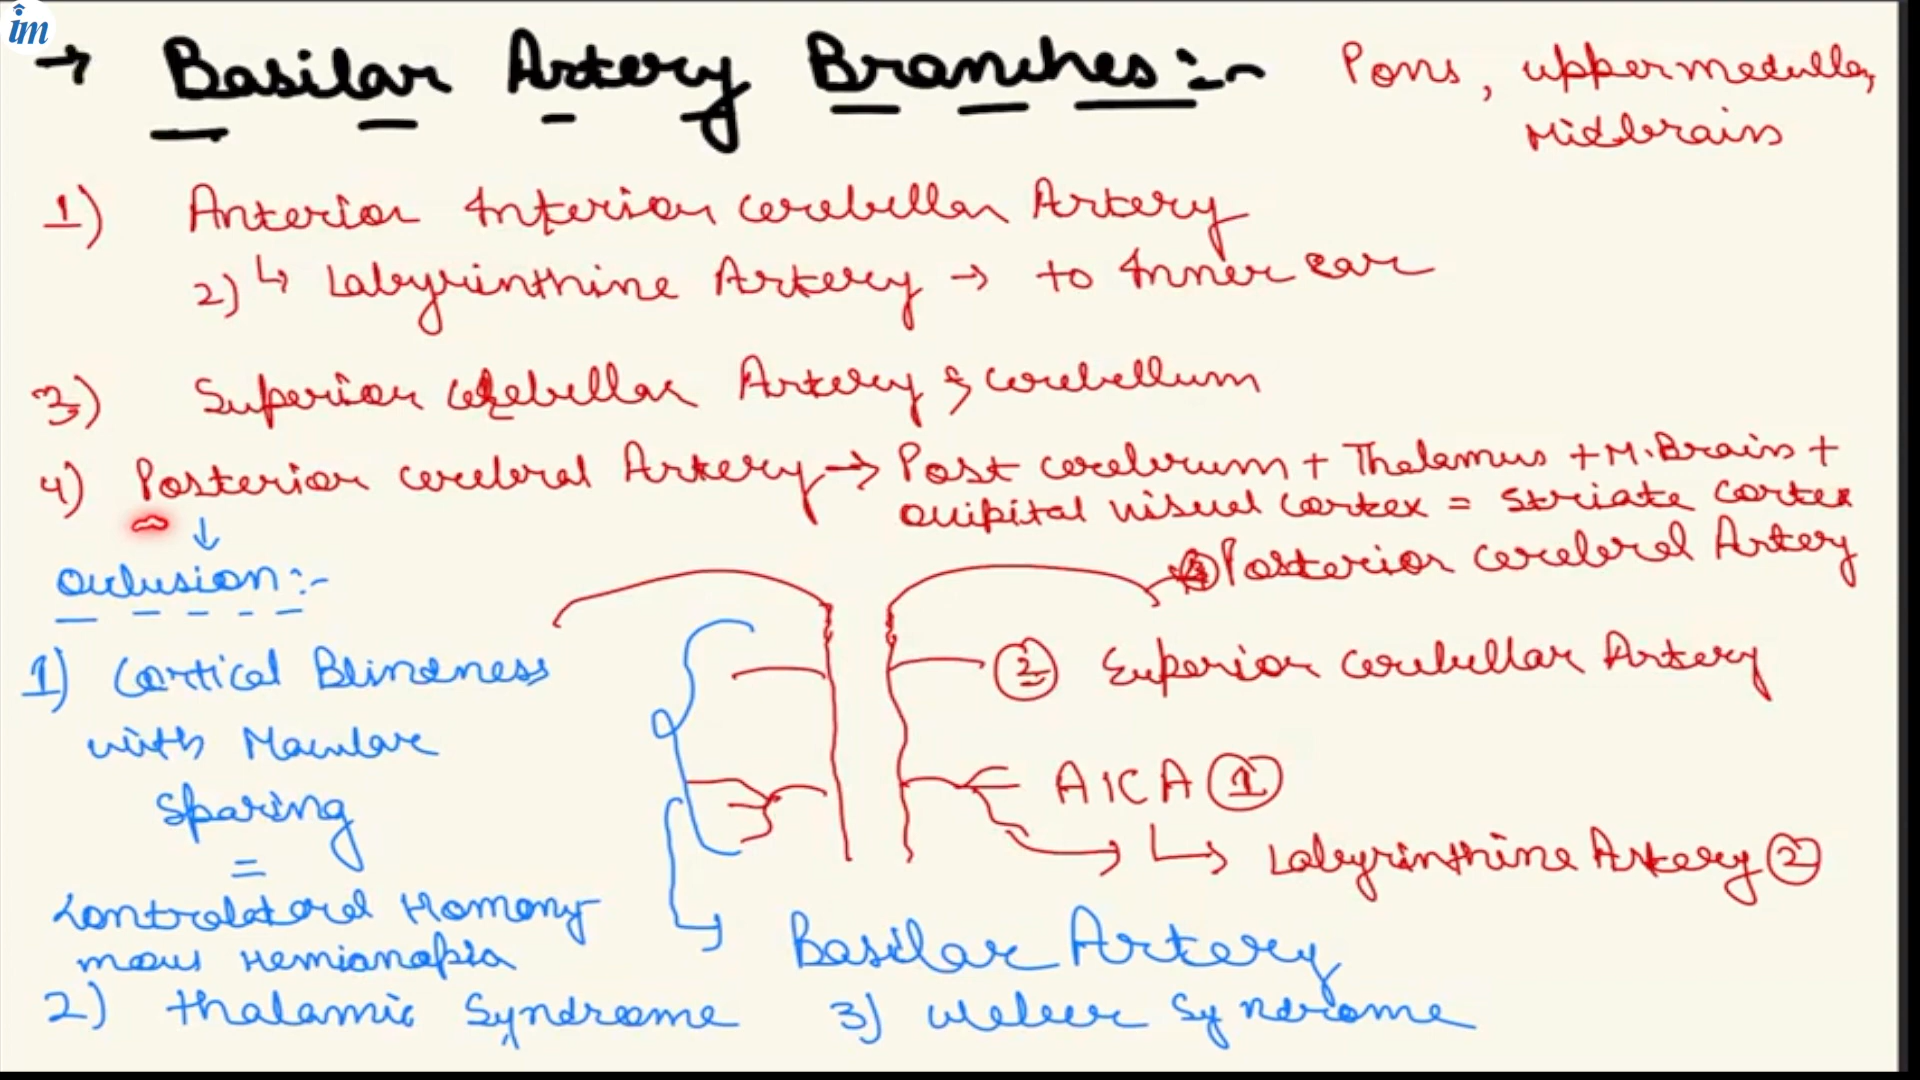 im
→ Basilar Artery Branches:-
Pons, upper medulla,
Midbrain
1) Anterior Inferior cerebellar Artery
2) ↳ Labyrinthine Artery → to Inner ear
3) Superior cerebellar Artery } cerebellum
4) Posterior cerebral Artery → Post cerebrum + Thalamus + M. Brain +
occipital visual cortex = striate cortex
↓
Occlusion:-
1) Cortical Blindness
with Macular
Sparing
=
Contralateral Homony
mous Hemianopia
2) Thalamic Syndrome
3) Weber Syndrome
Posterior cerebral Artery
③ Superior cerebellar Artery
AICA ①
↳ Labyrinthine Artery ②
Basilar Artery